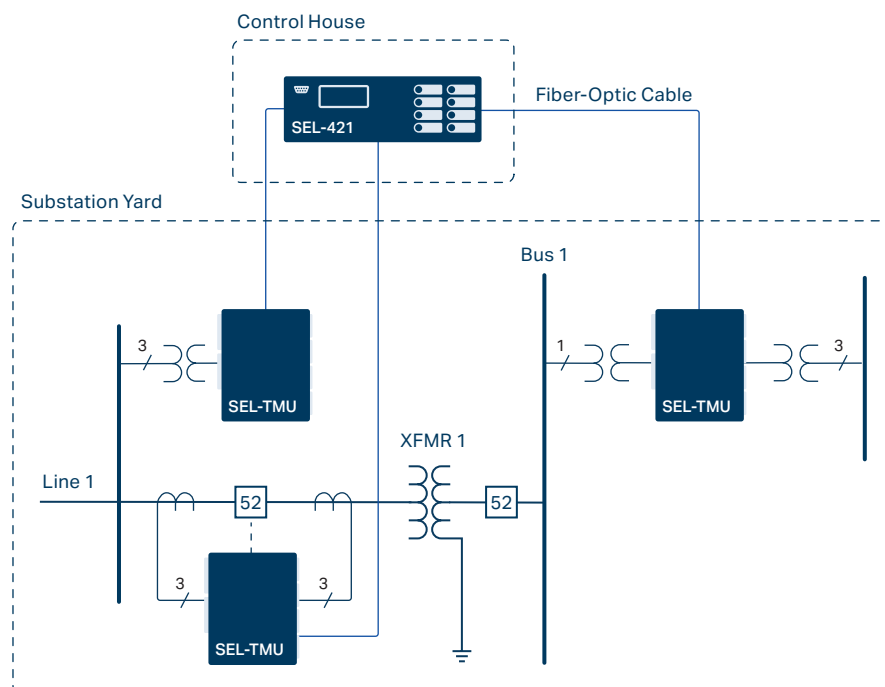 Control House
SEL-421
Fiber-Optic Cable
Substation Yard
Bus 1
3
SEL-TMU
1
SEL-TMU
3
XFMR 1
Line 1
52
52
3
3
SEL-TMU